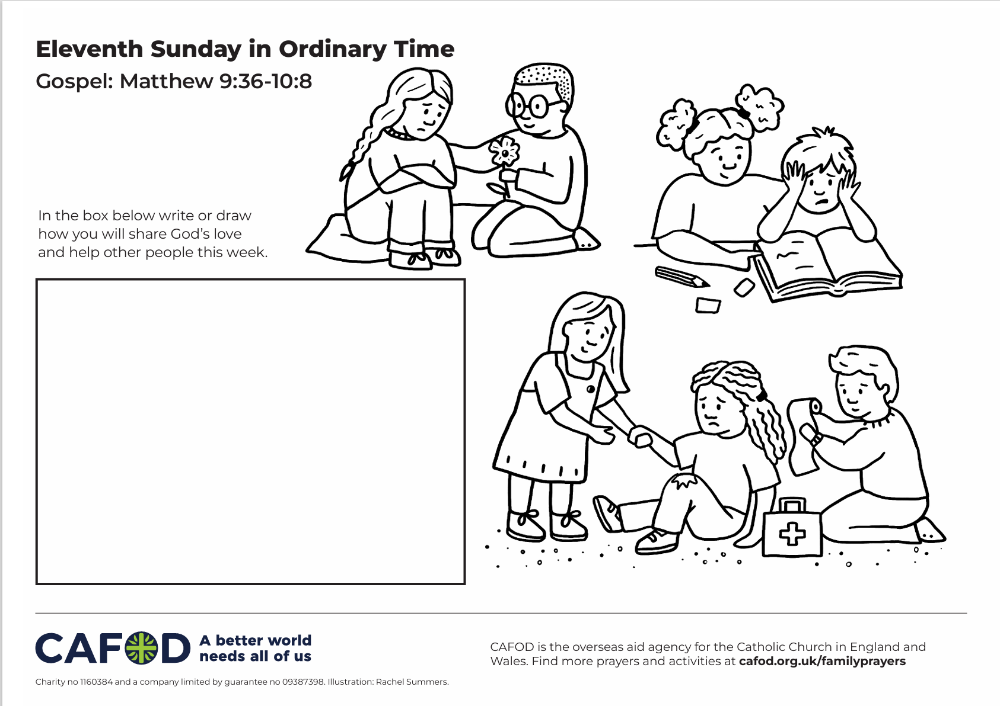 Eleventh Sunday in Ordinary Time
Gospel: Matthew 9:36-10:8
In the box below write or draw
how you will share God’s love
and help other people this week.
CAFOD
A better world
needs all of us
Charity no 1160384 and a company limited by guarantee no 09387398. Illustration: Rachel Summers.
CAFOD is the overseas aid agency for the Catholic Church in England and
Wales. Find more prayers and activities at cafod.org.uk/familyprayers